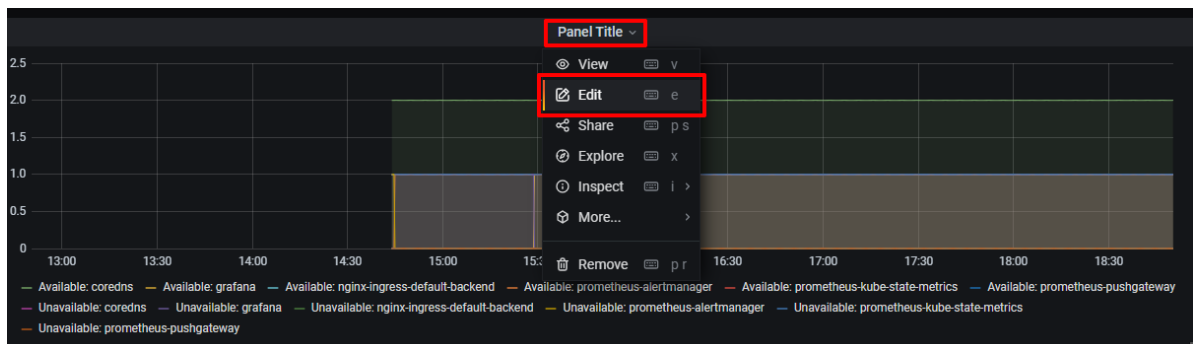 Panel Title
2.5
2.0
1.5
1.0
0.5
0
View v
Edit e
Share p s
Explore x
Inspect i
More...
Remove p r
13:00 13:30 14:00 14:30 15:00 15:3 16:30 17:00 17:30 18:00 18:30
Available: coredns Available: grafana Available: nginx-ingress-default-backend Available: prometheus-alertmanager Available: prometheus-kube-state-metrics Available: prometheus-pushgateway
Unavailable: coredns Unavailable: grafana Unavailable: nginx-ingress-default-backend Unavailable: prometheus-alertmanager Unavailable: prometheus-kube-state-metrics
Unavailable: prometheus-pushgateway